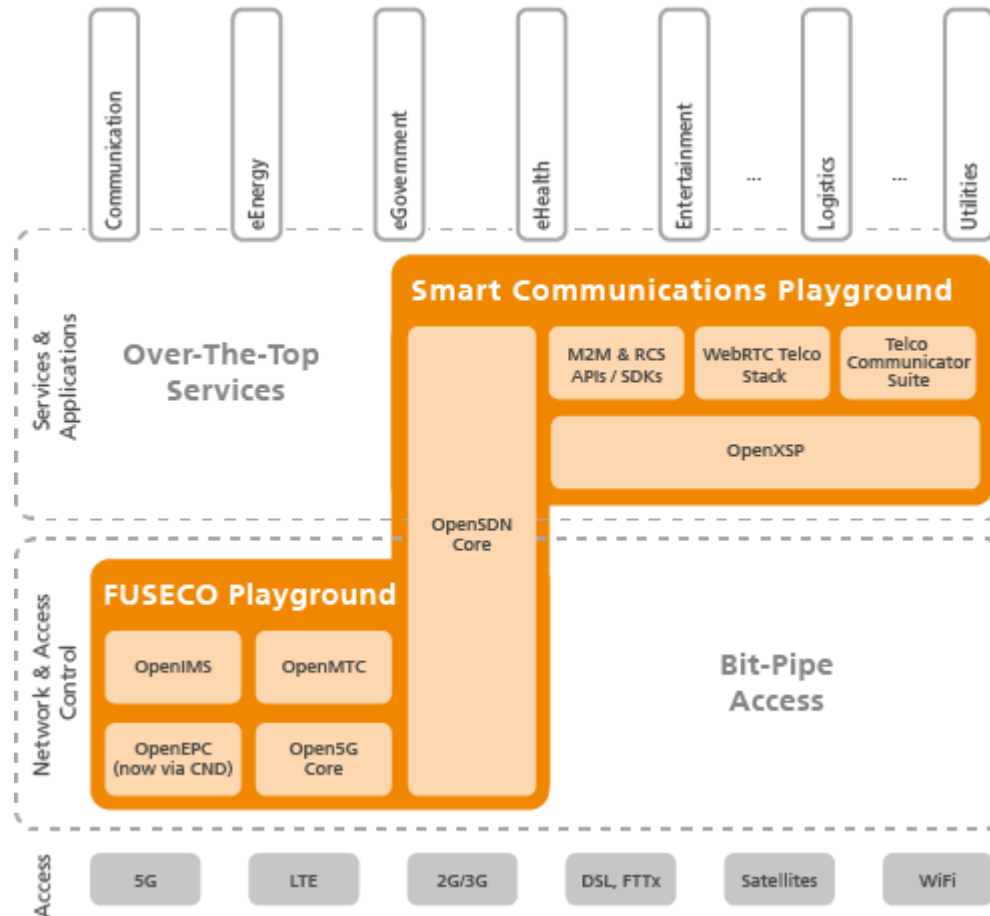 Communication
eEnergy
eGovernment
eHealth
Entertainment
...
Logistics
...
Utilities
Services &
Applications
Over-The-Top
Services
Smart Communications Playground
M2M & RCS
APIs / SDKs
WebRTC Telco
Stack
Telco
Communicator
Suite
OpenXSP
OpenSDN
Core
Network & Access
Control
FUSECO Playground
OpenIMS
OpenMTC
OpenEPC
(now via CND)
Open5G
Core
Bit-Pipe
Access
Access
5G
LTE
2G/3G
DSL, FTTx
Satellites
WiFi